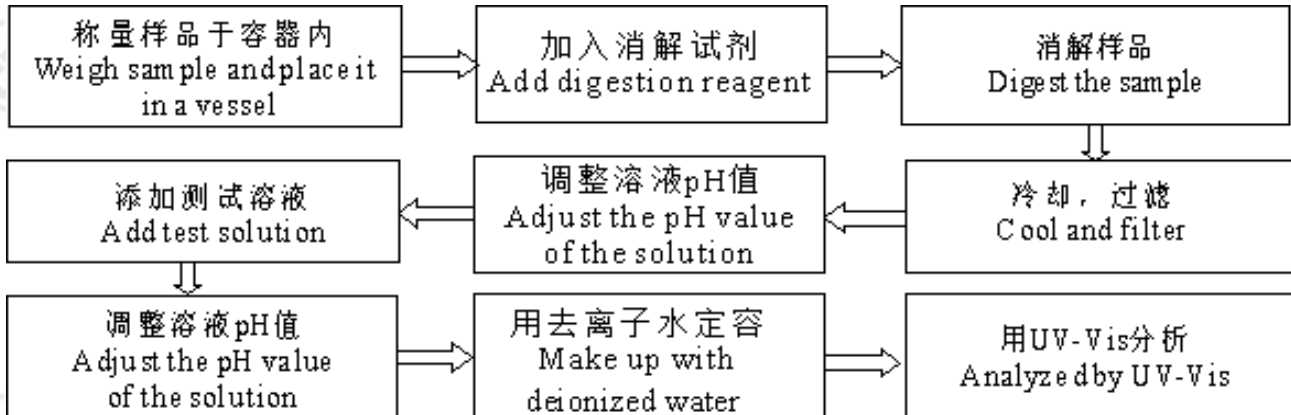 称量样品于容器内
Weigh sample and place it
in a vessel
加入消解试剂
Add digestion reagent
消解样品
Digest the sample
冷却，过滤
Cool and filter
调整溶液pH值
Adjust the pH value
of the solution
添加测试溶液
Add test solution
调整溶液pH值
Adjust the pH value
of the solution
用去离子水定容
Make up with
deionized water
用UV-Vis分析
Analyzed by UV-Vis